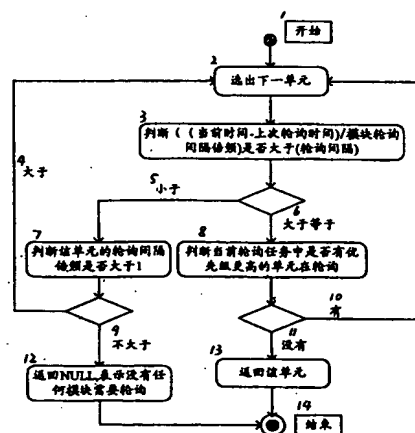 1
开始
2
选出下一单元
3
判断((当前时间-上次轮询时间)/模块轮询
间隔倍频)是否大于(轮询间隔)
4
大于
5
小于
6
大于等于
7
判断该单元的轮询间隔
倍频是否大于1
8
判断当前轮询任务中是否有优
先级更高的单元在轮询
9
不大于
10
有
11
没有
12
返回NULL,表示没有任
何模块需要轮询
13
返回该单元
14
结束